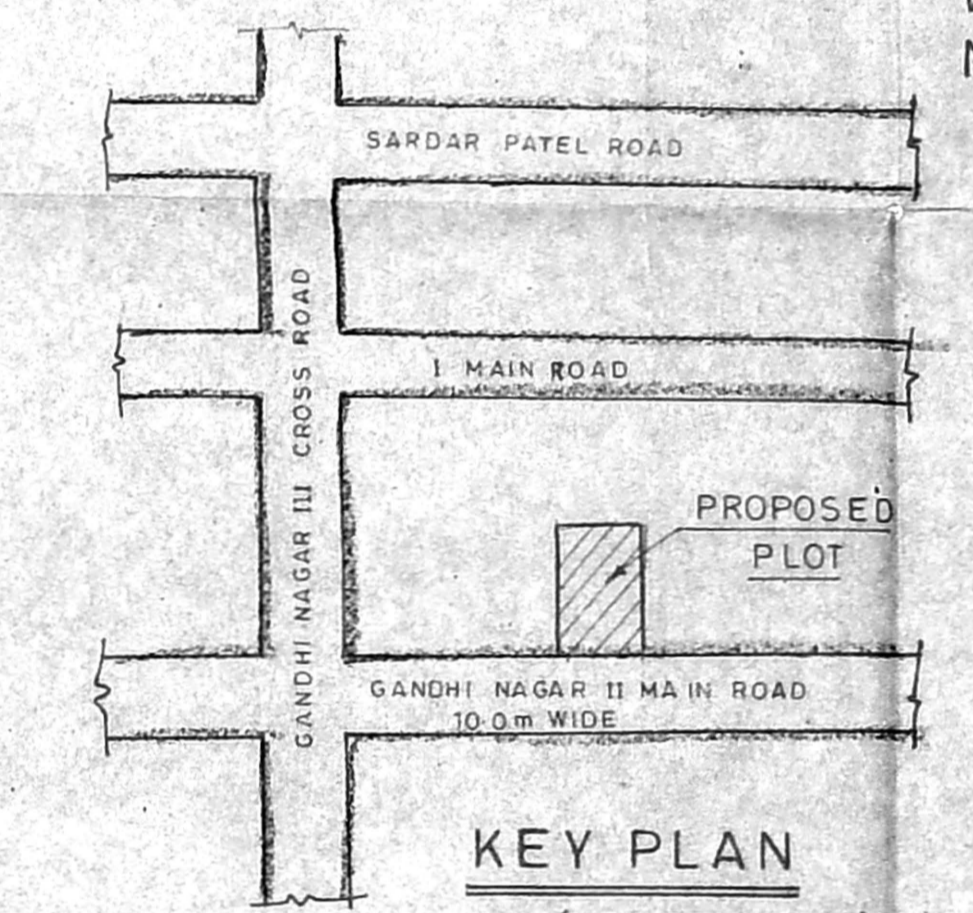 SARDAR PATEL ROAD
I MAIN ROAD
GANDHI NAGAR III CROSS ROAD
PROPOSED
PLOT
GANDHI NAGAR II MAIN ROAD
10.0m WIDE
KEY PLAN